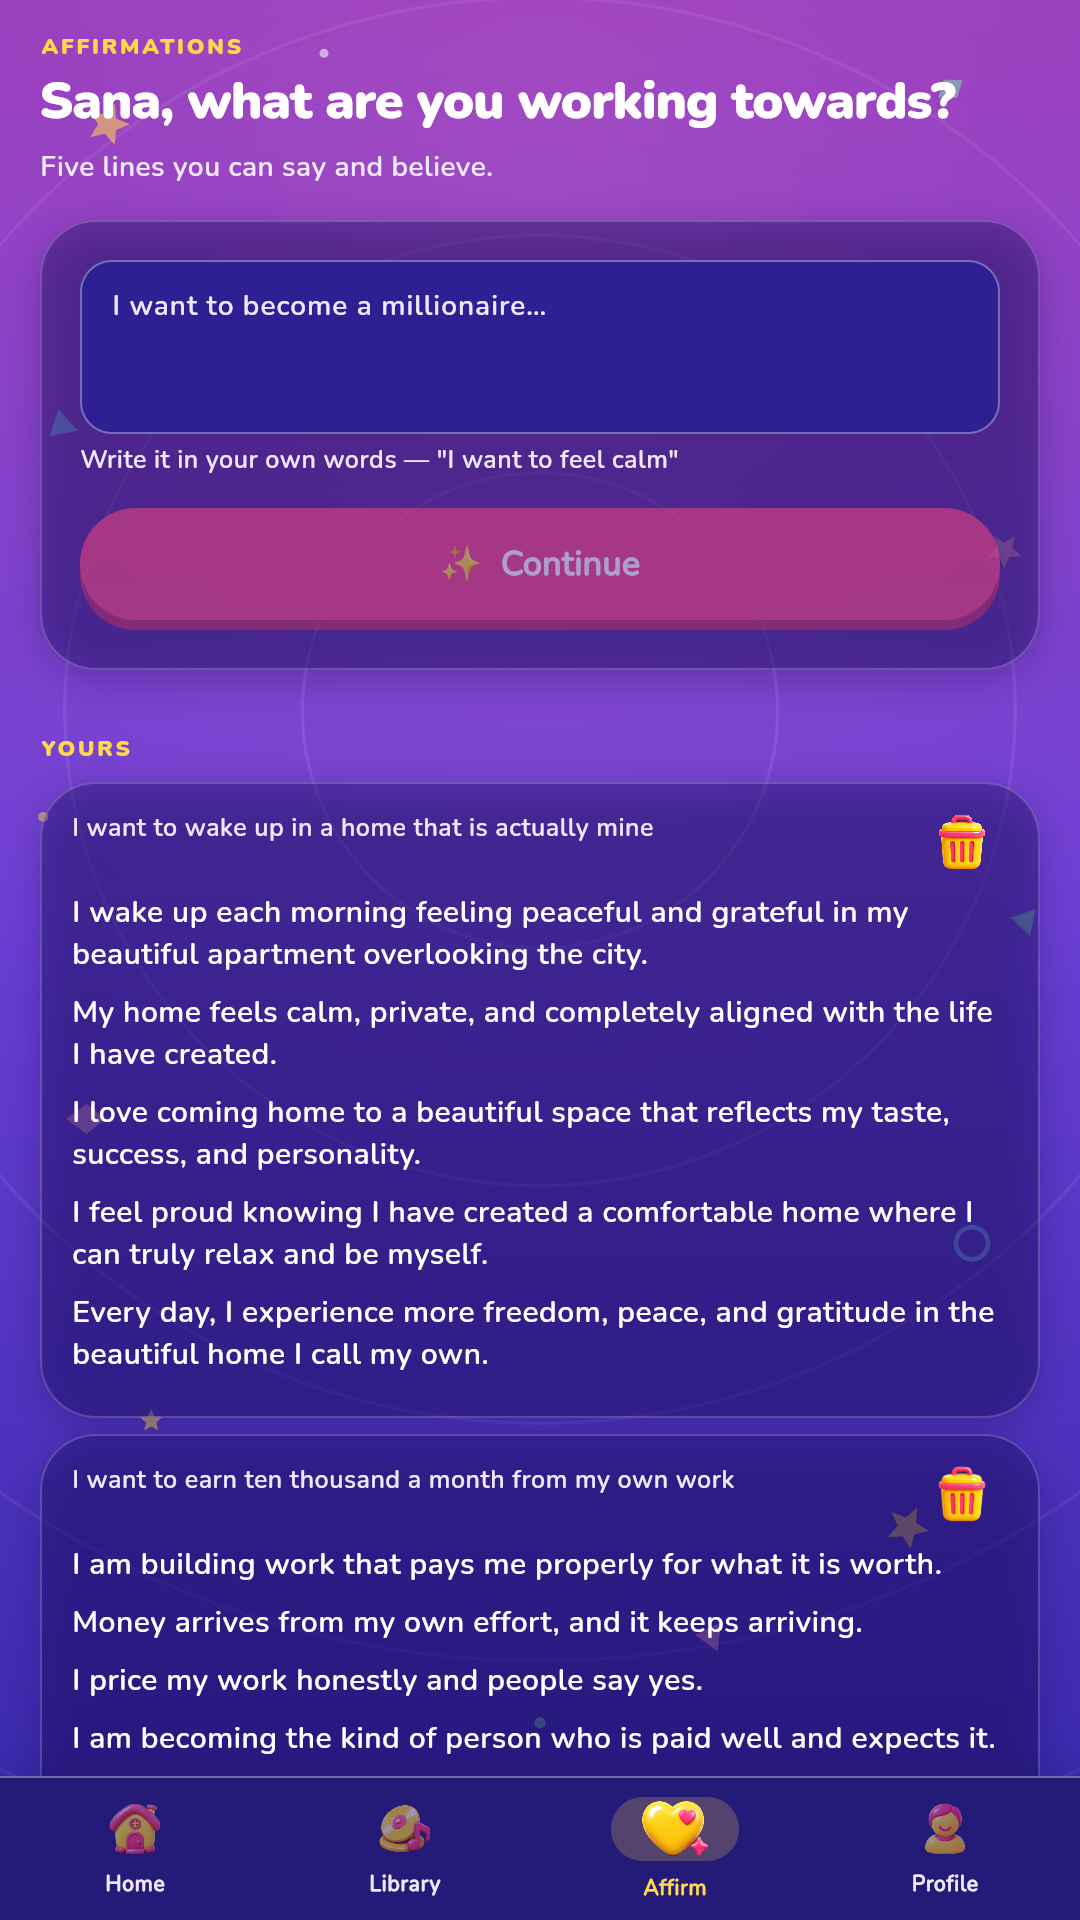 AFFIRMATIONS
Sana, what are you working towards?
Five lines you can say and believe.
I want to become a millionaire...
Write it in your own words — "I want to feel calm"
Continue
YOURS
I want to wake up in a home that is actually mine
I wake up each morning feeling peaceful and grateful in my
beautiful apartment overlooking the city.
My home feels calm, private, and completely aligned with the life
I have created.
I love coming home to a beautiful space that reflects my taste,
success, and personality.
I feel proud knowing I have created a comfortable home where I
can truly relax and be myself.
Every day, I experience more freedom, peace, and gratitude in the
beautiful home I call my own.
I want to earn ten thousand a month from my own work
I am building work that pays me properly for what it is worth.
Money arrives from my own effort, and it keeps arriving.
I price my work honestly and people say yes.
I am becoming the kind of person who is paid well and expects it.
Home
Library
Affirm
Profile